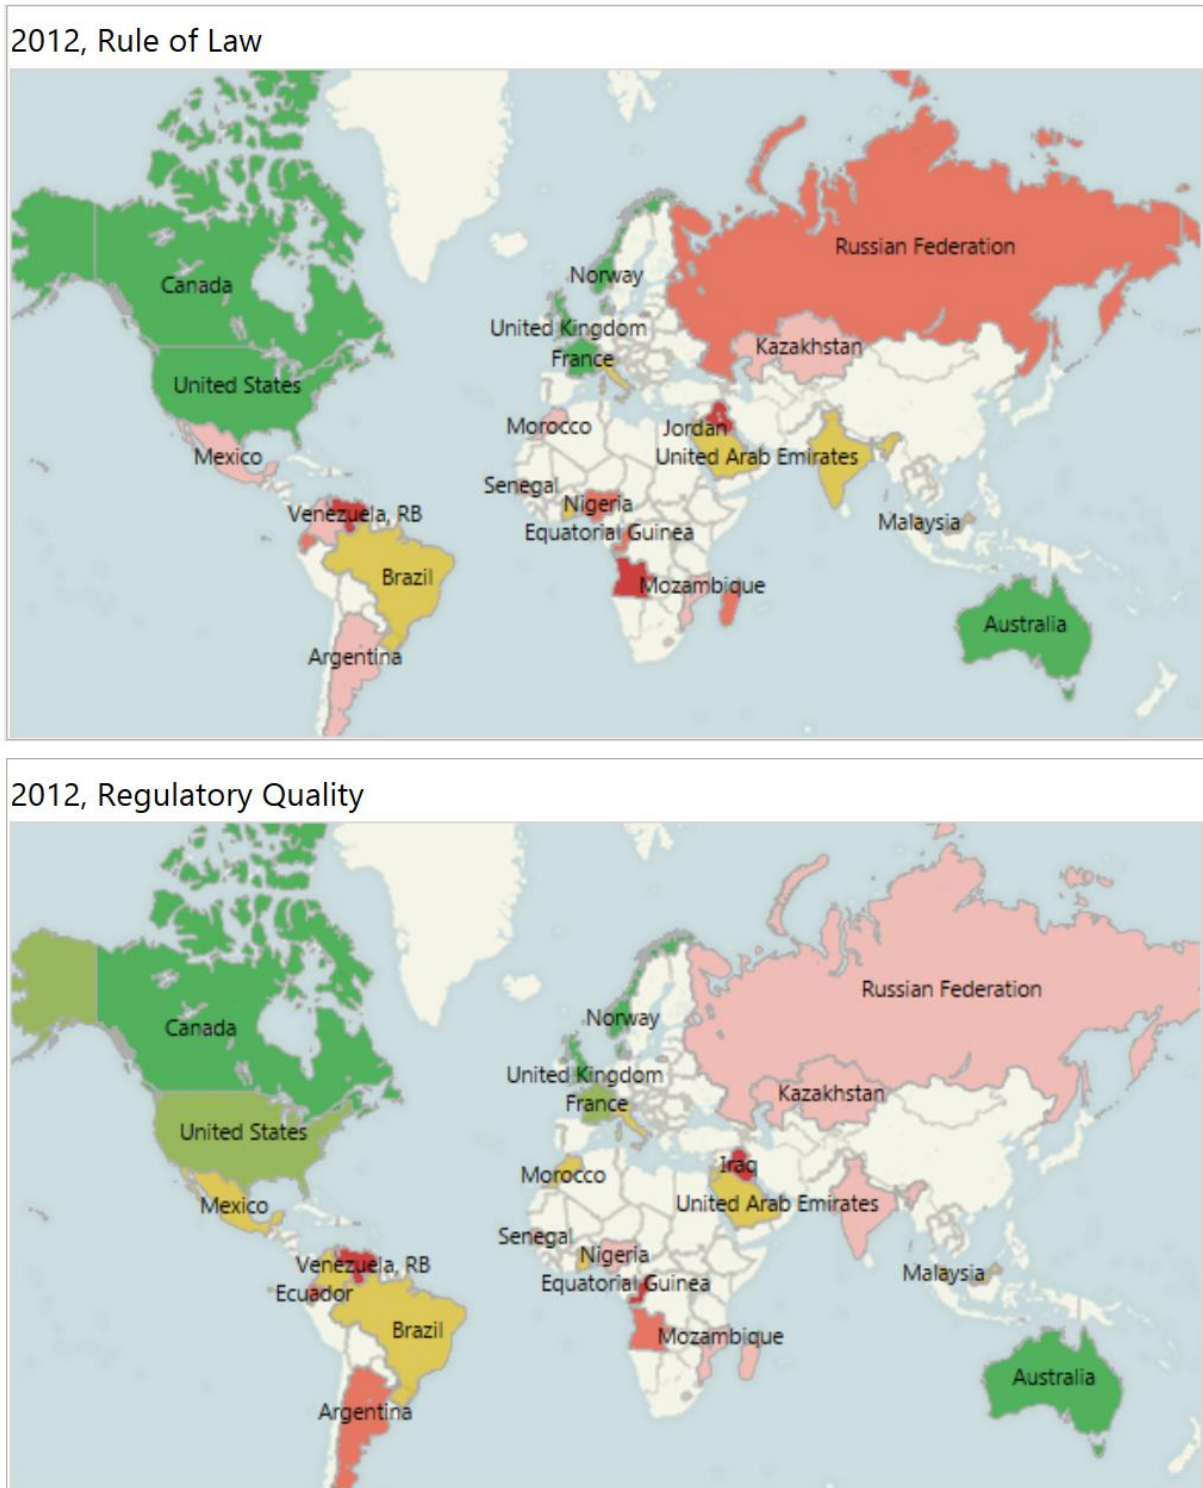 2012, Rule of Law
Russian Federation
Norway
Canada
United Kingdom
Kazakhstan
France
United States
Morocco
Jordan
Mexico
United Arab Emirates
Senegal
Nigeria
Venezuela, RB
Malaysia
Equatorial Guinea
Brazil
Mozambique
Australia
Argentina
2012, Regulatory Quality
Russian Federation
Norway
Canada
United Kingdom
Kazakhstan
France
United States
Iraq
Morocco
Mexico
United Arab Emirates
Senegal
Nigeria
Venezuela, RB
Malaysia
Equatorial Guinea
Ecuador
Brazil
Mozambique
Australia
Argentina